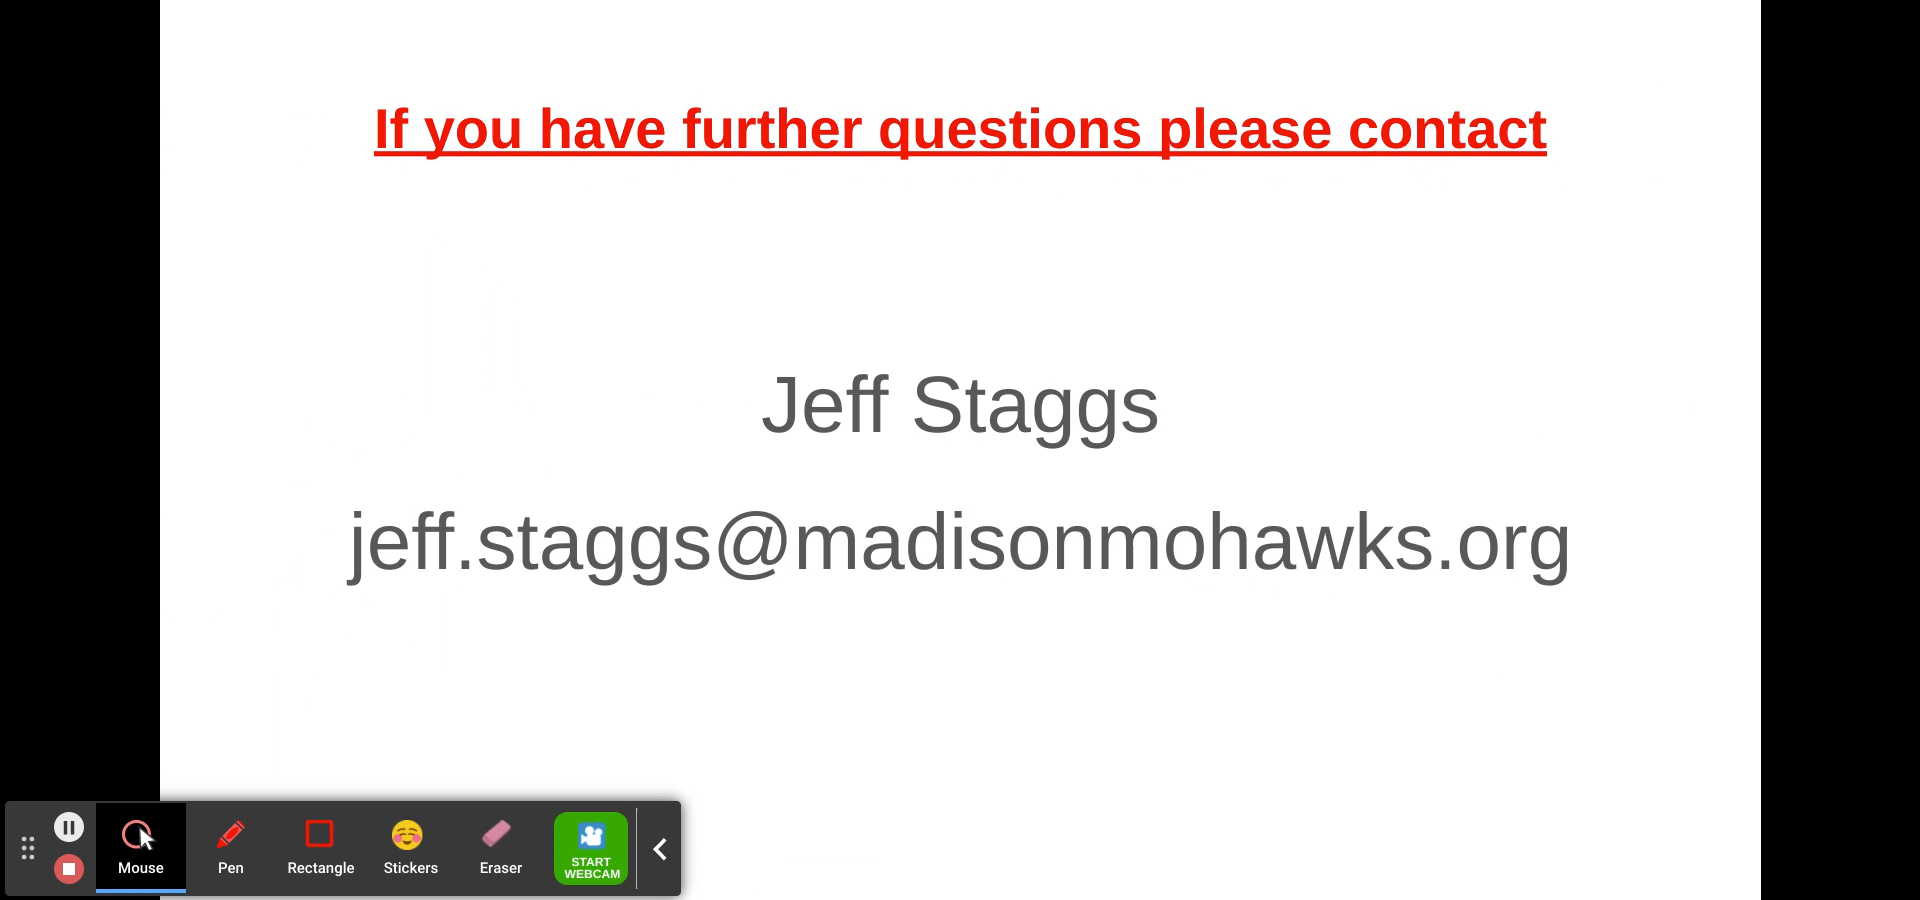 If you have further questions please contact
Jeff Staggs
jeff.staggs@madisonmohawks.org
Mouse
Pen
Rectangle
Stickers
Eraser
START
WEBCAM